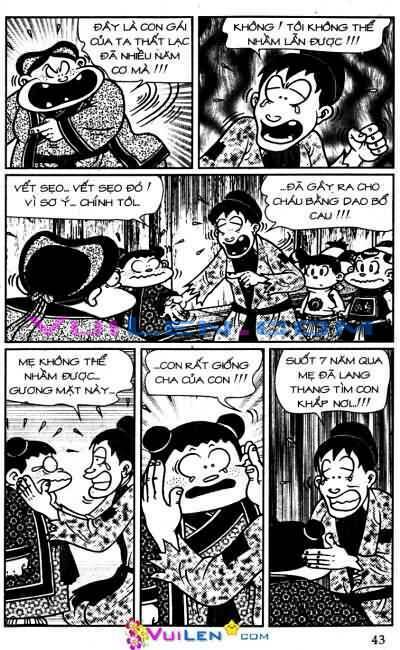 ĐÂY LÀ CON GÁI
CỦA TA THẤT LẠC
ĐÃ NHIỀU NĂM
CƠ MÀ !!!
KHÔNG ! TÔI KHÔNG THỂ
NHẦM LẪN
ĐƯỢC !!!
VẾT SẸO... VẾT SẸO ĐÓ !
VÌ SƠ Ý... CHÍNH TÔI..
...ĐÃ GÂY RA CHO
CHÁU BẰNG DAO BỔ
CAU !!!
VUILEN.COM
MẸ KHÔNG THỂ
NHẦM ĐƯỢC...
GƯƠNG MẶT NÀY...
...CON RẤT GIỐNG
CHA CỦA CON !!!
SUỐT 7 NĂM QUA
MẸ ĐÃ LANG
THANG TÌM CON
KHẮP NƠI..!!!
VUILEN.COM
43